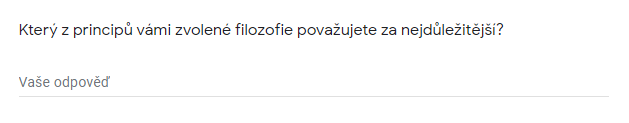 Který z principů vámi zvolené filozofie považujete za nejdůležitější?
Vaše odpověď